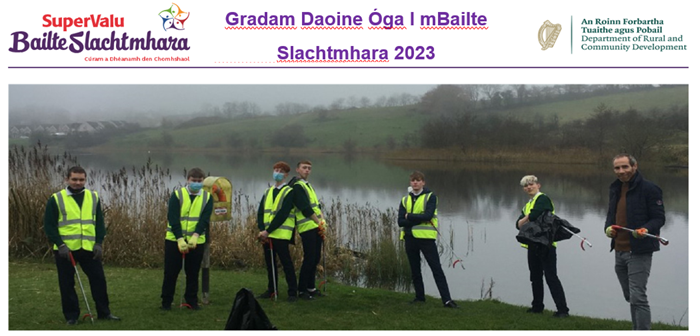 SuperValu
Bailte Slachtmhara
Cúram a Dhéanamh den Chomhshaol
Gradam Daoine Óga I mBailte
Slachtmhara 2023
An Roinn Forbartha
Tuaithe agus Pobail
Department of Rural and
Community Development